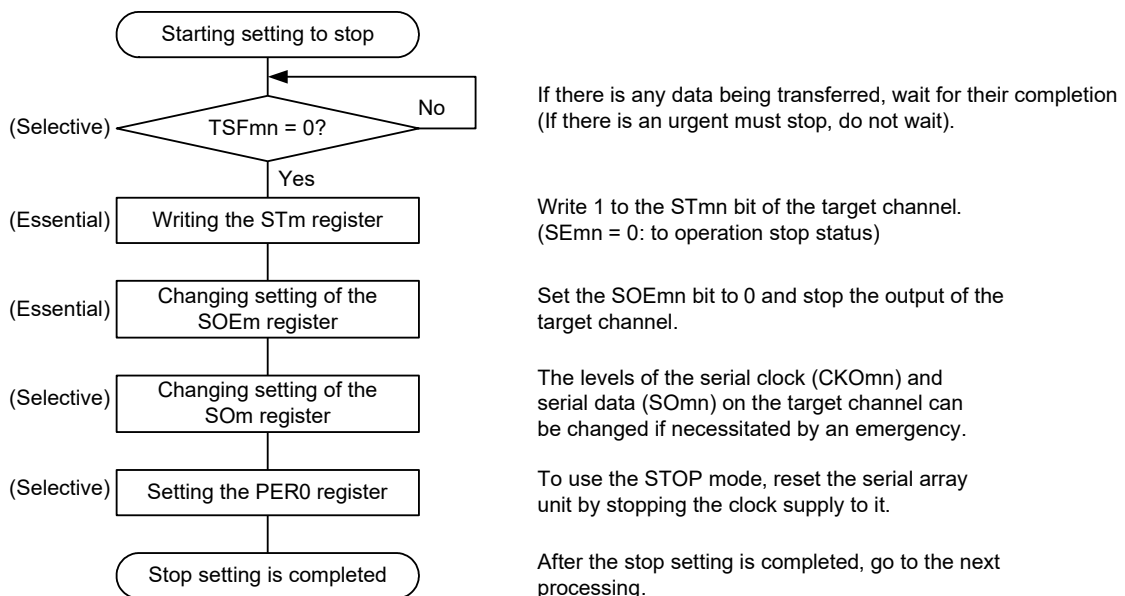 Starting setting to stop
No
If there is any data being transferred, wait for their completion
(If there is an urgent must stop, do not wait).
(Selective)
TSFmn = 0?
Yes
(Essential)
Writing the STm register
Write 1 to the STmn bit of the target channel.
(SEmn = 0: to operation stop status)
(Essential)
Changing setting of the
SOEm register
Set the SOEmn bit to 0 and stop the output of the
target channel.
(Selective)
Changing setting of the
SOm register
The levels of the serial clock (CKOmn) and
serial data (SOmn) on the target channel can
be changed if necessitated by an emergency.
(Selective)
Setting the PER0 register
To use the STOP mode, reset the serial array
unit by stopping the clock supply to it.
Stop setting is completed
After the stop setting is completed, go to the next
processing.